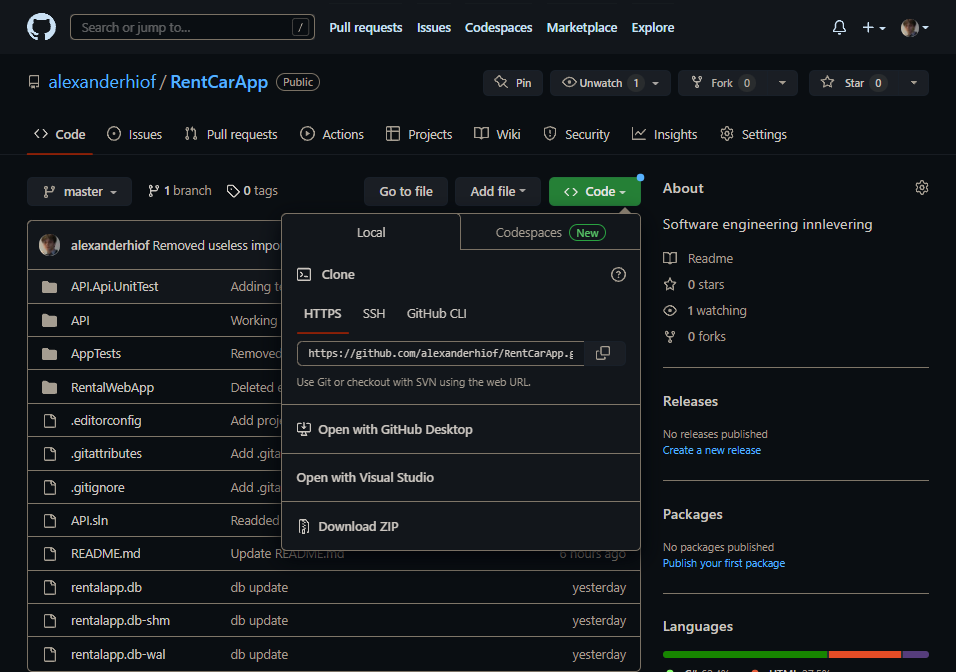 Search or jump to... /
Pull requests Issues Codespaces Marketplace Explore
alexanderhiof / RentCarApp Public
Pin Unwatch 1 Fork 0 Star 0
Code Issues Pull requests Actions Projects Wiki Security Insights Settings
master 1 branch 0 tags Go to file Add file Code
alexanderhiof Removed useless impo
API.Api.UnitTest Adding t
API Working
AppTests Removed
RentalWebApp Deleted
.editorconfig Add proj
.gitattributes Add .gita
.gitignore Add .gita
API.sln Readded
README.md Update README.md 6 hours ago
rentalapp.db db update yesterday
rentalapp.db-shm db update yesterday
rentalapp.db-wal db update yesterday
Local Codespaces New
Clone
HTTPS SSH GitHub CLI
https://github.com/alexanderhiof/RentCarApp.g
Use Git or checkout with SVN using the web URL.
Open with GitHub Desktop
Open with Visual Studio
Download ZIP
About
Software engineering innlevering
Readme
0 stars
1 watching
0 forks
Releases
No releases published
Create a new release
Packages
No packages published
Publish your first package
Languages